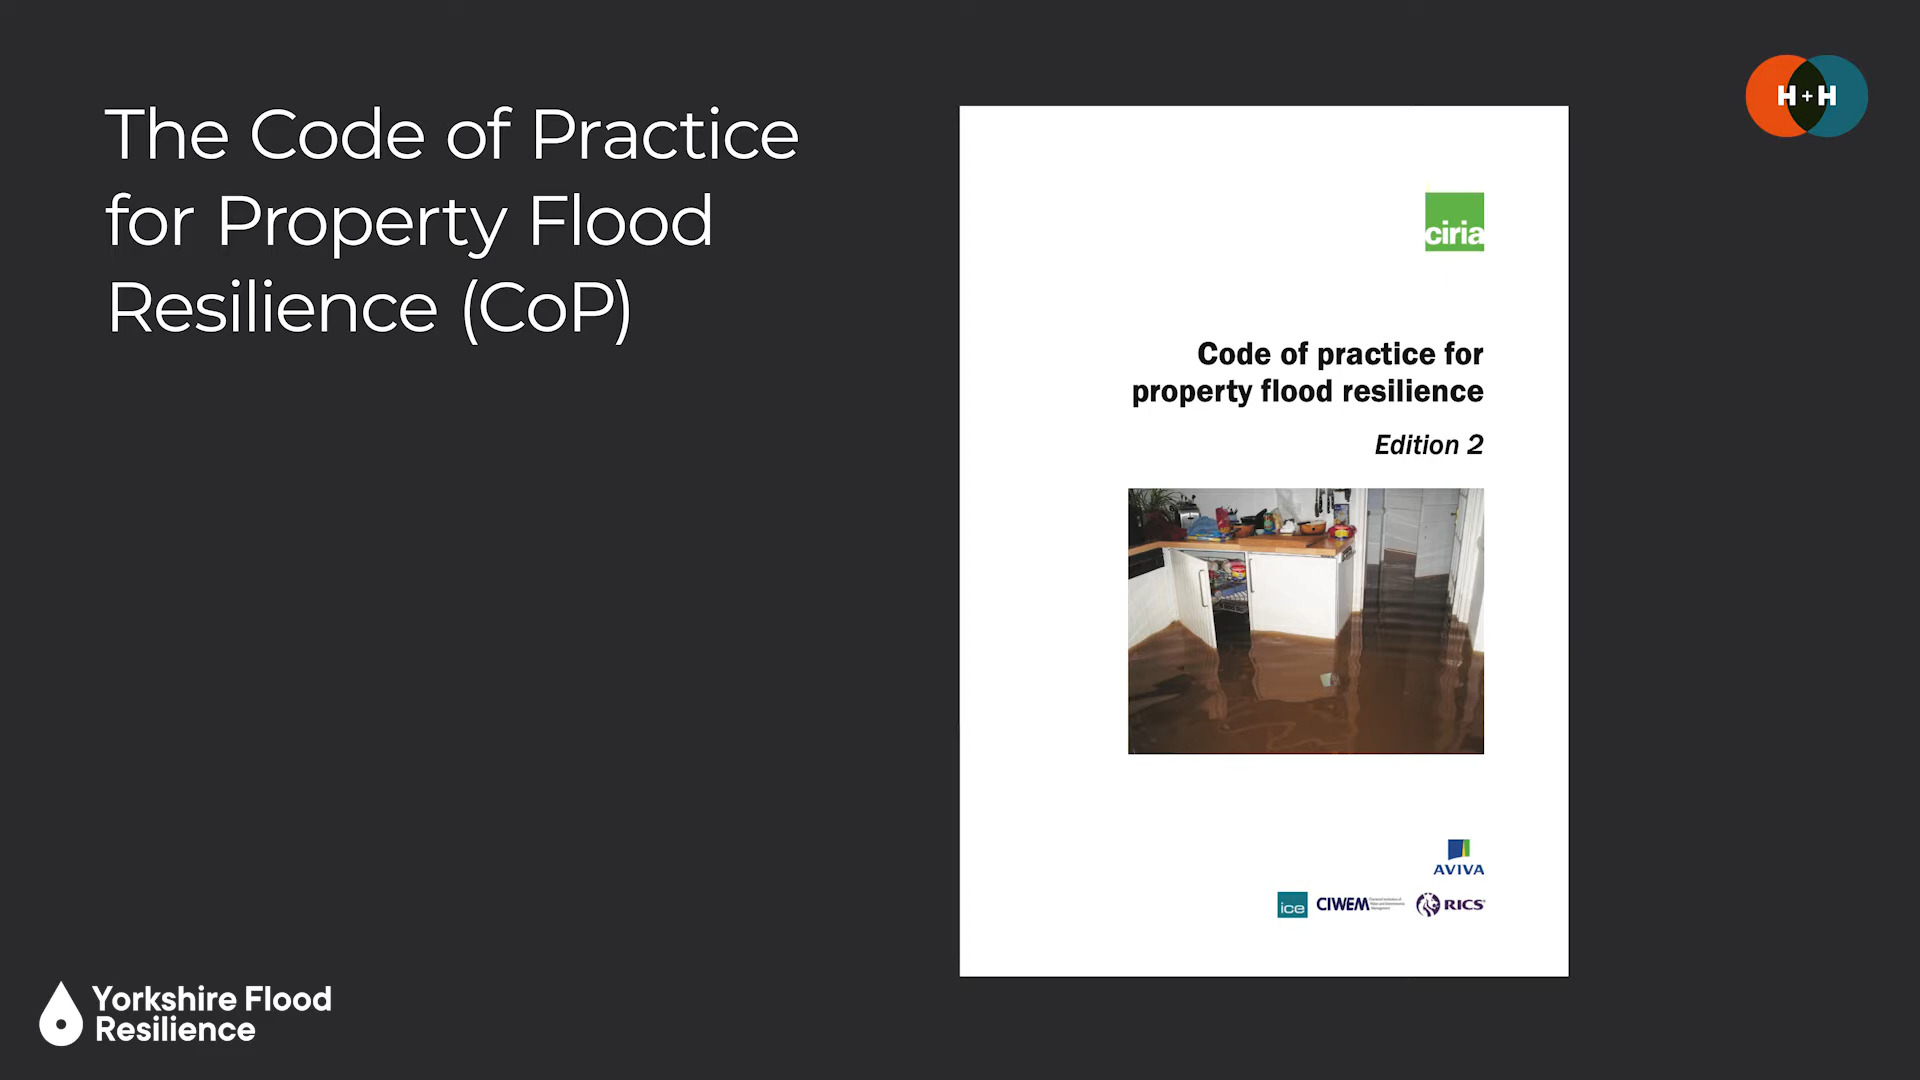 The Code of Practice
for Property Flood
Resilience (CoP)
H+H
ciria
Code of practice for
property flood resilience
Edition 2
AVIVA
ice
CIWEM
RICS
Yorkshire Flood
Resilience